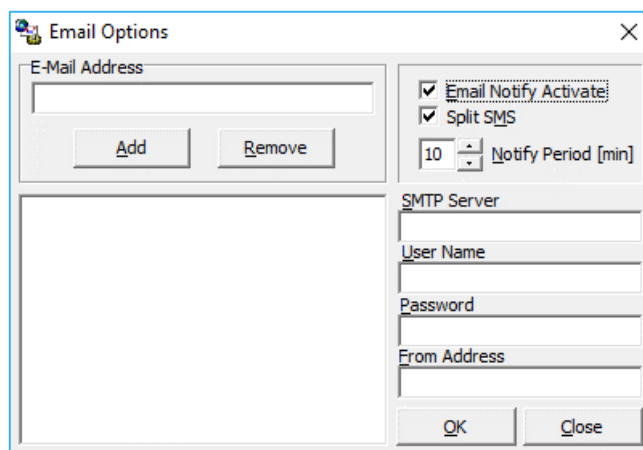 Email Options
E-Mail Address
Add
Remove
Email Notify Activate
Split SMS
10
Notify Period [min]
SMTP Server
User Name
Password
From Address
OK
Close